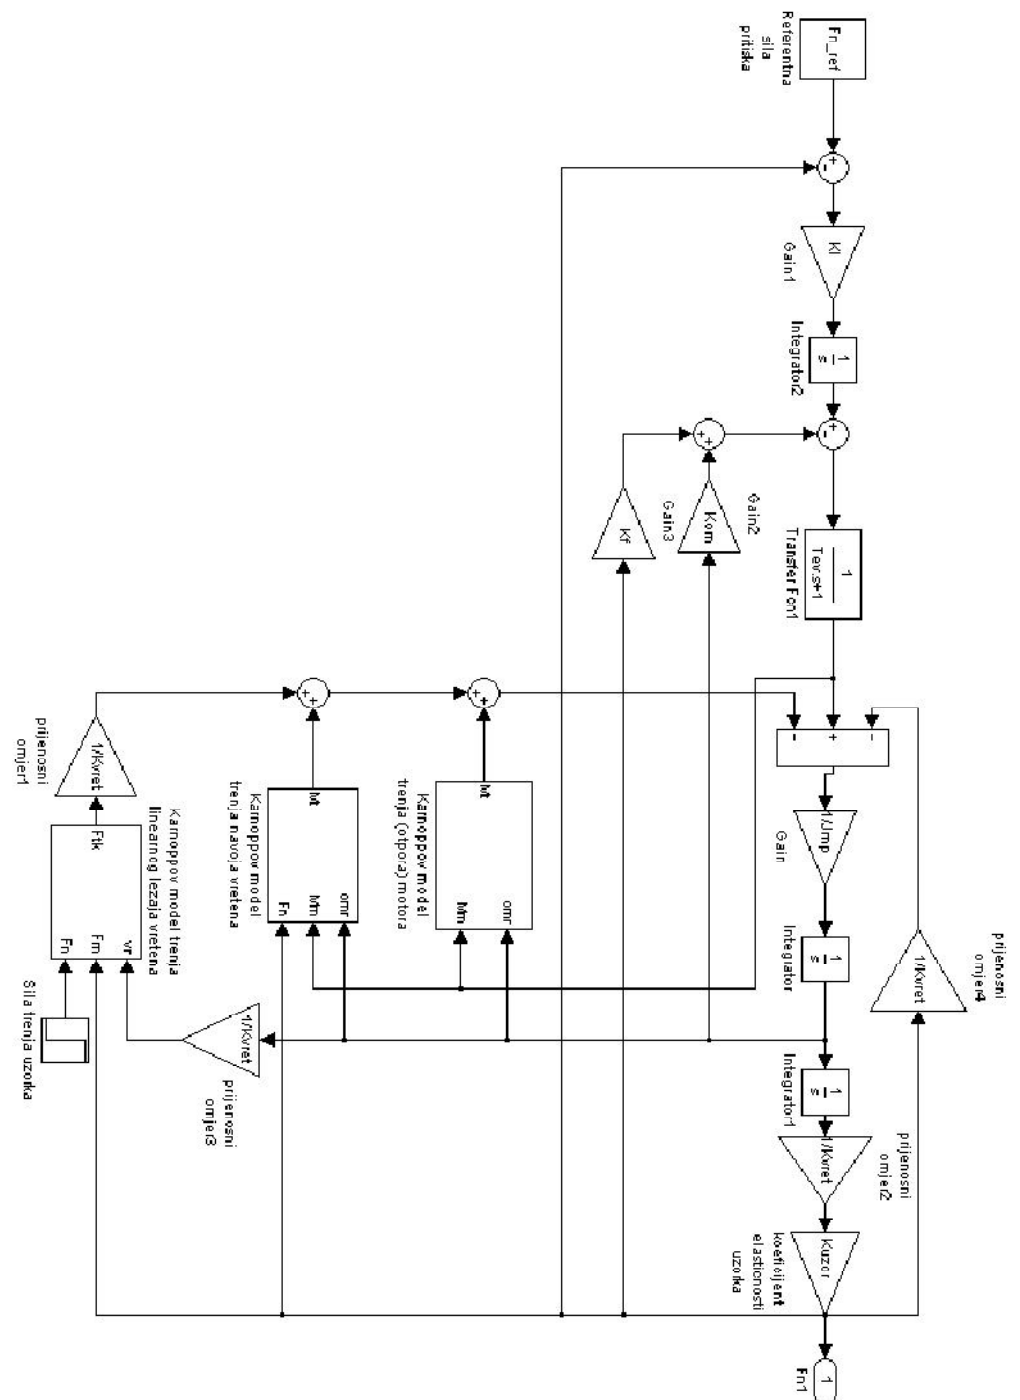 Fn_ref
Referentna
sila
pritiska
+
-
KI
Gain1
1
s
Integrator2
+
-
+
+
Kom
Gain2
Kf
Gain3
1
Tev.s+1
Transfer Fcn1
-
+
-
1/Jmp
Gain
1
s
Integrator
1
s
Integrator1
1/Kvret
prijenosni
omjer2
Kuzor
koeficijent
elasticnosti
uzorka
1
Fn1
1/Kvret
prijenosni
omjer4
+
+
Mt
omr
Mm
Karnoppov model
trenja (otpora) motora
+
+
Mt
omr
Mm
Fn
Karnoppov model
trenja navoja vretena
1/Kvret
prijenosni
omjer3
1/Kvret
prijenosni
omjer1
Ftlk
vr
Fm
Fn
Karnoppov model trenja
linearnog lezaja vretena
Sila trenja uzorka